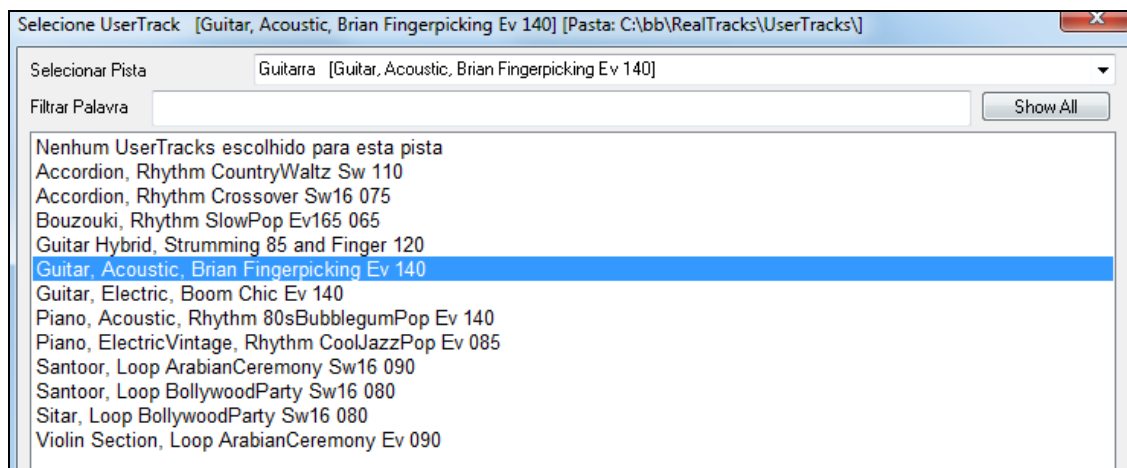 Selecione UserTrack [Guitar, Acoustic, Brian Fingerpicking Ev 140] [Pasta: C:\bb\RealTracks\UserTracks\]
Selecionar Pista Guitarra [Guitar, Acoustic, Brian Fingerpicking Ev 140]
Filtrar Palavra Show All
Nenhum UserTracks escolhido para esta pista
Accordion, Rhythm CountryWaltz Sw 110
Accordion, Rhythm Crossover Sw16 075
Bouzouki, Rhythm SlowPop Ev165 065
Guitar Hybrid, Strumming 85 and Finger 120
Guitar, Acoustic, Brian Fingerpicking Ev 140
Guitar, Electric, Boom Chic Ev 140
Piano, Acoustic, Rhythm 80sBubblegumPop Ev 140
Piano, ElectricVintage, Rhythm CoolJazzPop Ev 085
Santoor, Loop ArabianCeremony Sw16 090
Santoor, Loop BollywoodParty Sw16 080
Sitar, Loop BollywoodParty Sw16 080
Violin Section, Loop ArabianCeremony Ev 090